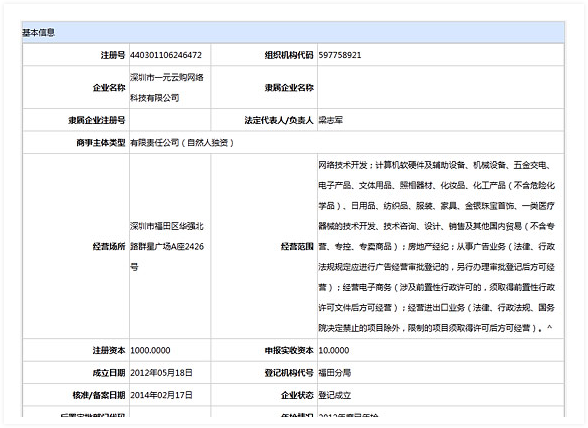 基本信息
注册号 440301106246472 组织机构代码 597758921
企业名称 深圳市一元云购网络科技有限公司 隶属企业名称
隶属企业注册号 法定代表人/负责人 梁志军
商事主体类型 有限责任公司（自然人独资）
经营场所
深圳市福田区华强北
路群星广场A座2426
号
经营范围
网络技术开发；计算机软硬件及辅助设备、机械设备、五金交电、
电子产品、文体用品、照相器材、化妆品、化工产品（不含危险化
学品）、日用品、纺织品、服装、家具、金银珠宝首饰、一类医疗
器械的技术开发、技术咨询、设计、销售及其他国内贸易（不含专
营、专控、专卖商品）；房地产经纪；从事广告业务（法律、行政
法规规定应进行广告经营审批登记的，另行办理审批登记后方可经
营）；经营电子商务（涉及前置性行政许可的，须取得前置性行政
许可文件后方可经营）；经营进出口业务（法律、行政法规、国务
院决定禁止的项目除外，限制的项目须取得许可后方可经营）。^
注册资本 1000.0000 申报实收资本 10.0000
成立日期 2012年05月18日 登记机构代号 福田分局
核准/备案日期 2014年02月17日 企业状态 登记成立